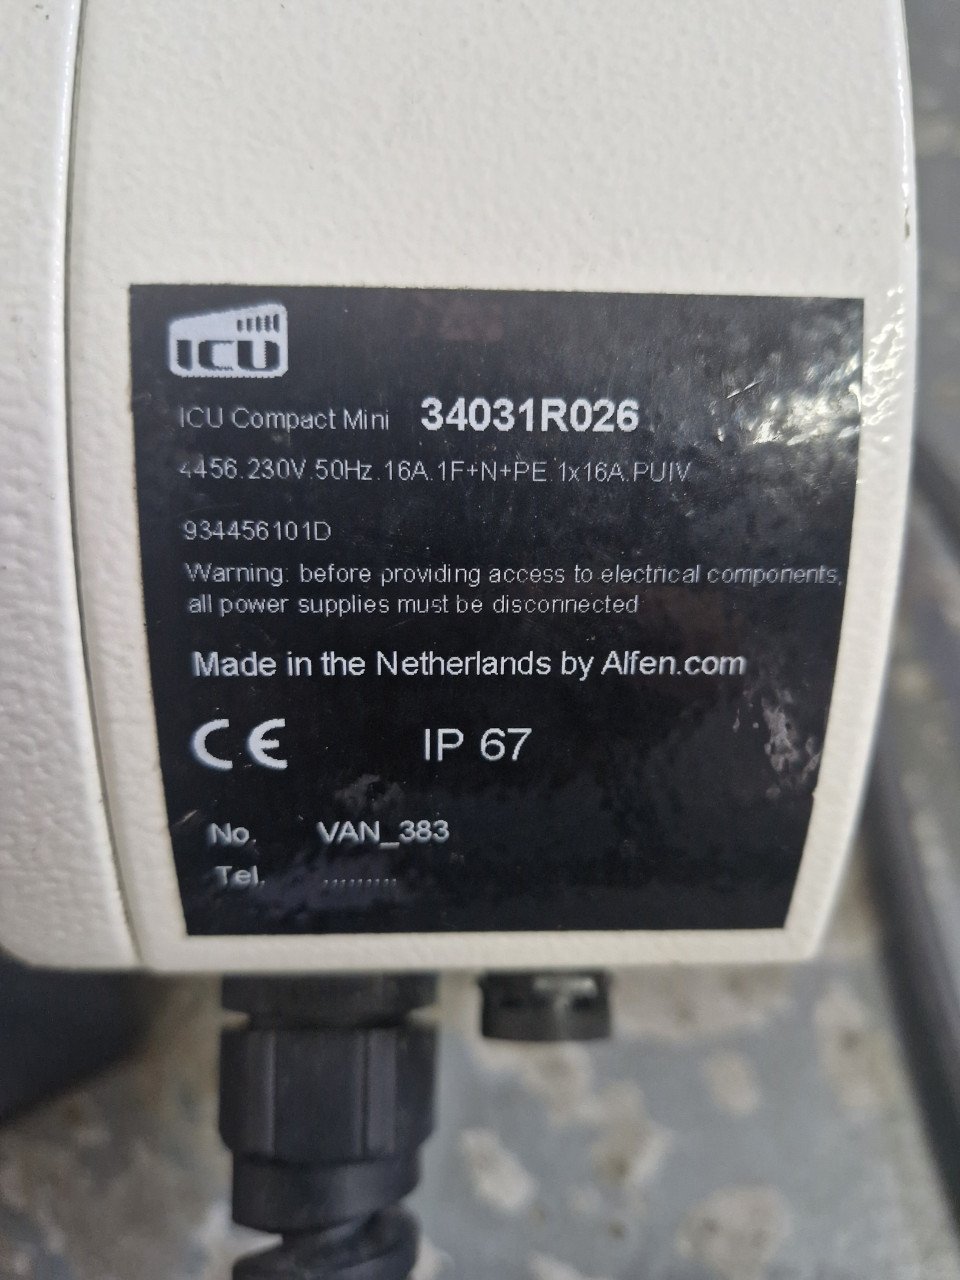 ICU
ICU Compact Mini 34031R026
4456.230V.50Hz.16A.1F+N+PE.1x16A.PUIV
934456101D
Warning: before providing access to electrical components,
all power supplies must be disconnected
Made in the Netherlands by Alfen.com
CE IP 67
No. VAN_383
Tel. .........